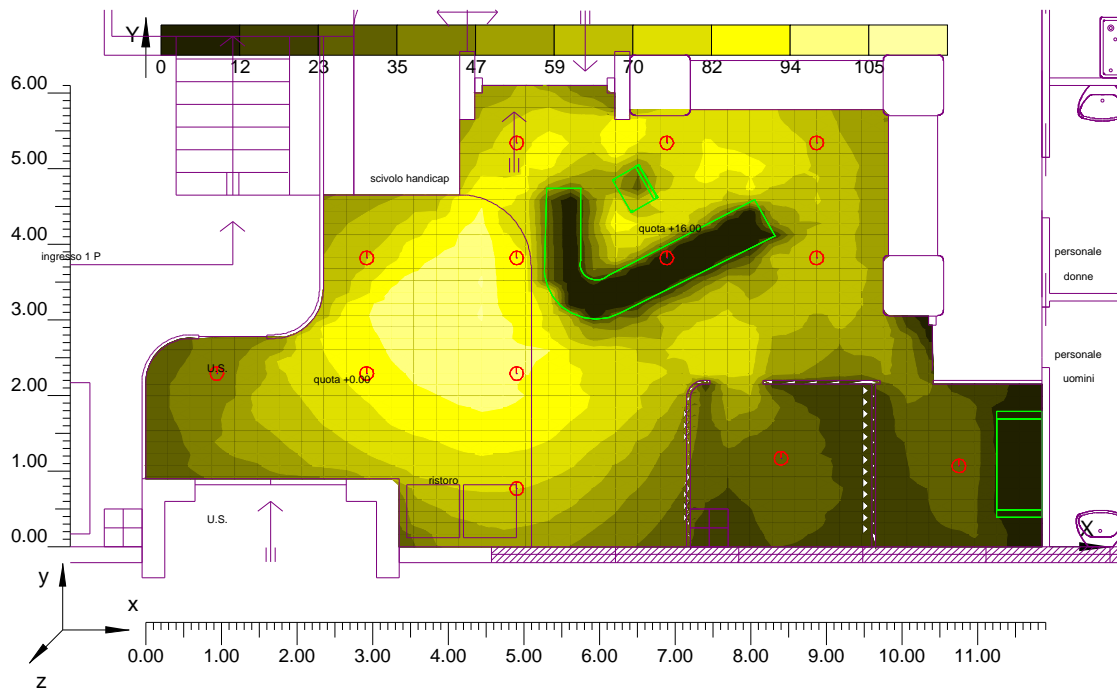 Y
0 12 23 35 47 59 70 82 94 105
6.00
5.00
scivolo handicap
4.00
quota +16.00
ingresso 1 P
personale
donne
3.00
U.S.
quota +0.00
personale
uomini
2.00
1.00
ristoro
U.S.
0.00
X
y
x
z
0.00 1.00 2.00 3.00 4.00 5.00 6.00 7.00 8.00 9.00 10.00 11.00